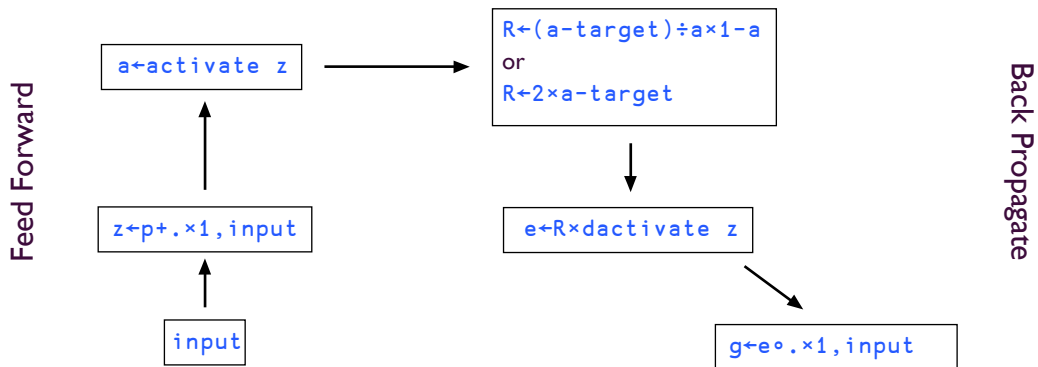 Feed Forward
a←activate z
z←p+.×1,input
input
R←(a-target)÷a×1-a
or
R←2×a-target
e←R×dactivate z
g←e∘.×1,input
Back Propagate